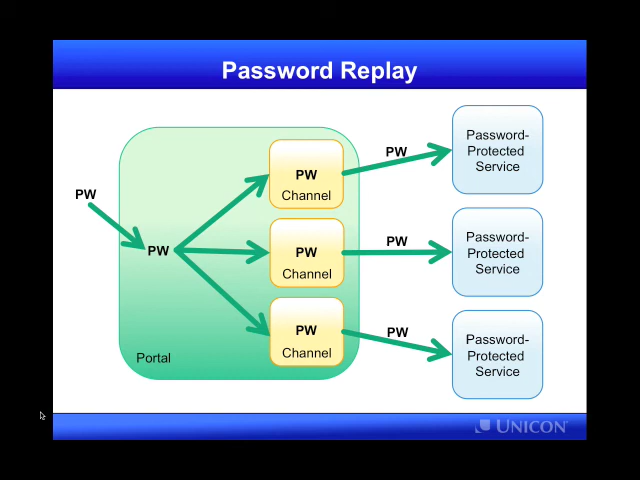 Password Replay
PW
PW
PW
Channel
PW
Channel
PW
Channel
Portal
PW
PW
PW
Password-
Protected
Service
Password-
Protected
Service
Password-
Protected
Service
UNICON